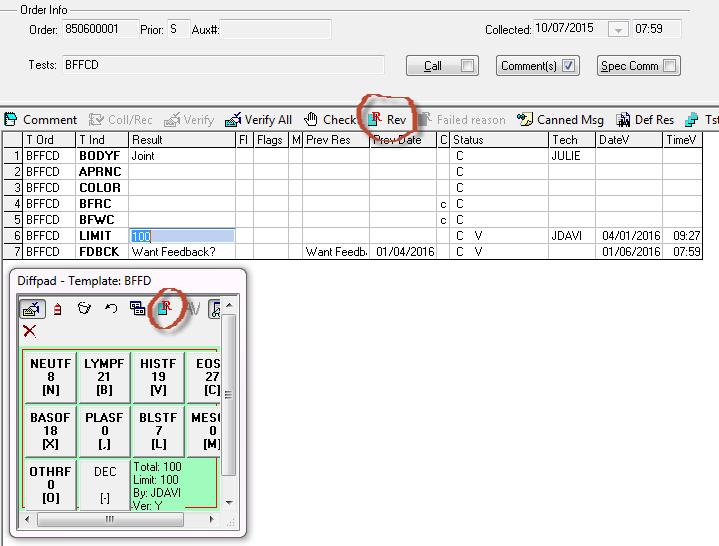 Order Info
Order: 850600001 Prior: S Aux#: Collected: 10/07/2015 07:59
Tests: BFFCD Call Comment(s) Spec Comm
Comment Coll/Rec Verify Verify All Check Rev Failed reason Canned Msg Def Res Tst
T Ord T Ind Result Fl Flags M Prev Res Prev Date C Status Tech DateV TimeV
1 BFFCD BODYF Joint C JULIE
2 BFFCD APRNC C
3 BFFCD COLOR C
4 BFFCD BFRC c C
5 BFFCD BFWC c C
6 BFFCD LIMIT 100 C V JDAVI 04/01/2016 09:27
7 BFFCD FDBCK Want Feedback? Want Feedb. 01/04/2016 C V 01/06/2016 07:59
Diffpad - Template: BFFD
NEUTF LYMPF HISTF EOS
8 21 19 27
[N] [B] [V] [C]
BASOF PLASF BLSTF MESO
18 0 7 0
[X] [,] [L] [M]
OTHRF DEC Total: 100
0 Limit: 100
[O] [-] By: JDAVI
Ver: Y